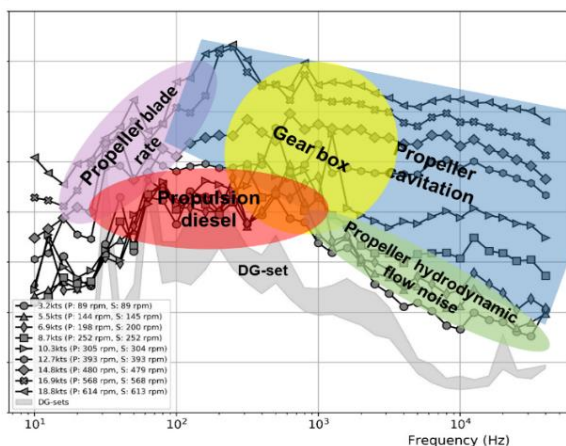 Propeller blade
rate
Gear box
Propeller
cavitation
Propulsion
diesel
DG-set
Propeller hydrodynamic
flow noise
3.2kts (P: 89 rpm, S: 89 rpm)
5.5kts (P: 144 rpm, S: 145 rpm)
6.9kts (P: 198 rpm, S: 200 rpm)
8.7kts (P: 252 rpm, S: 252 rpm)
10.3kts (P: 305 rpm, S: 304 rpm)
12.7kts (P: 393 rpm, S: 393 rpm)
14.8kts (P: 480 rpm, S: 479 rpm)
16.9kts (P: 568 rpm, S: 568 rpm)
18.8kts (P: 614 rpm, S: 613 rpm)
DG-sets
10¹ 10² 10³ 10⁴
Frequency (Hz)